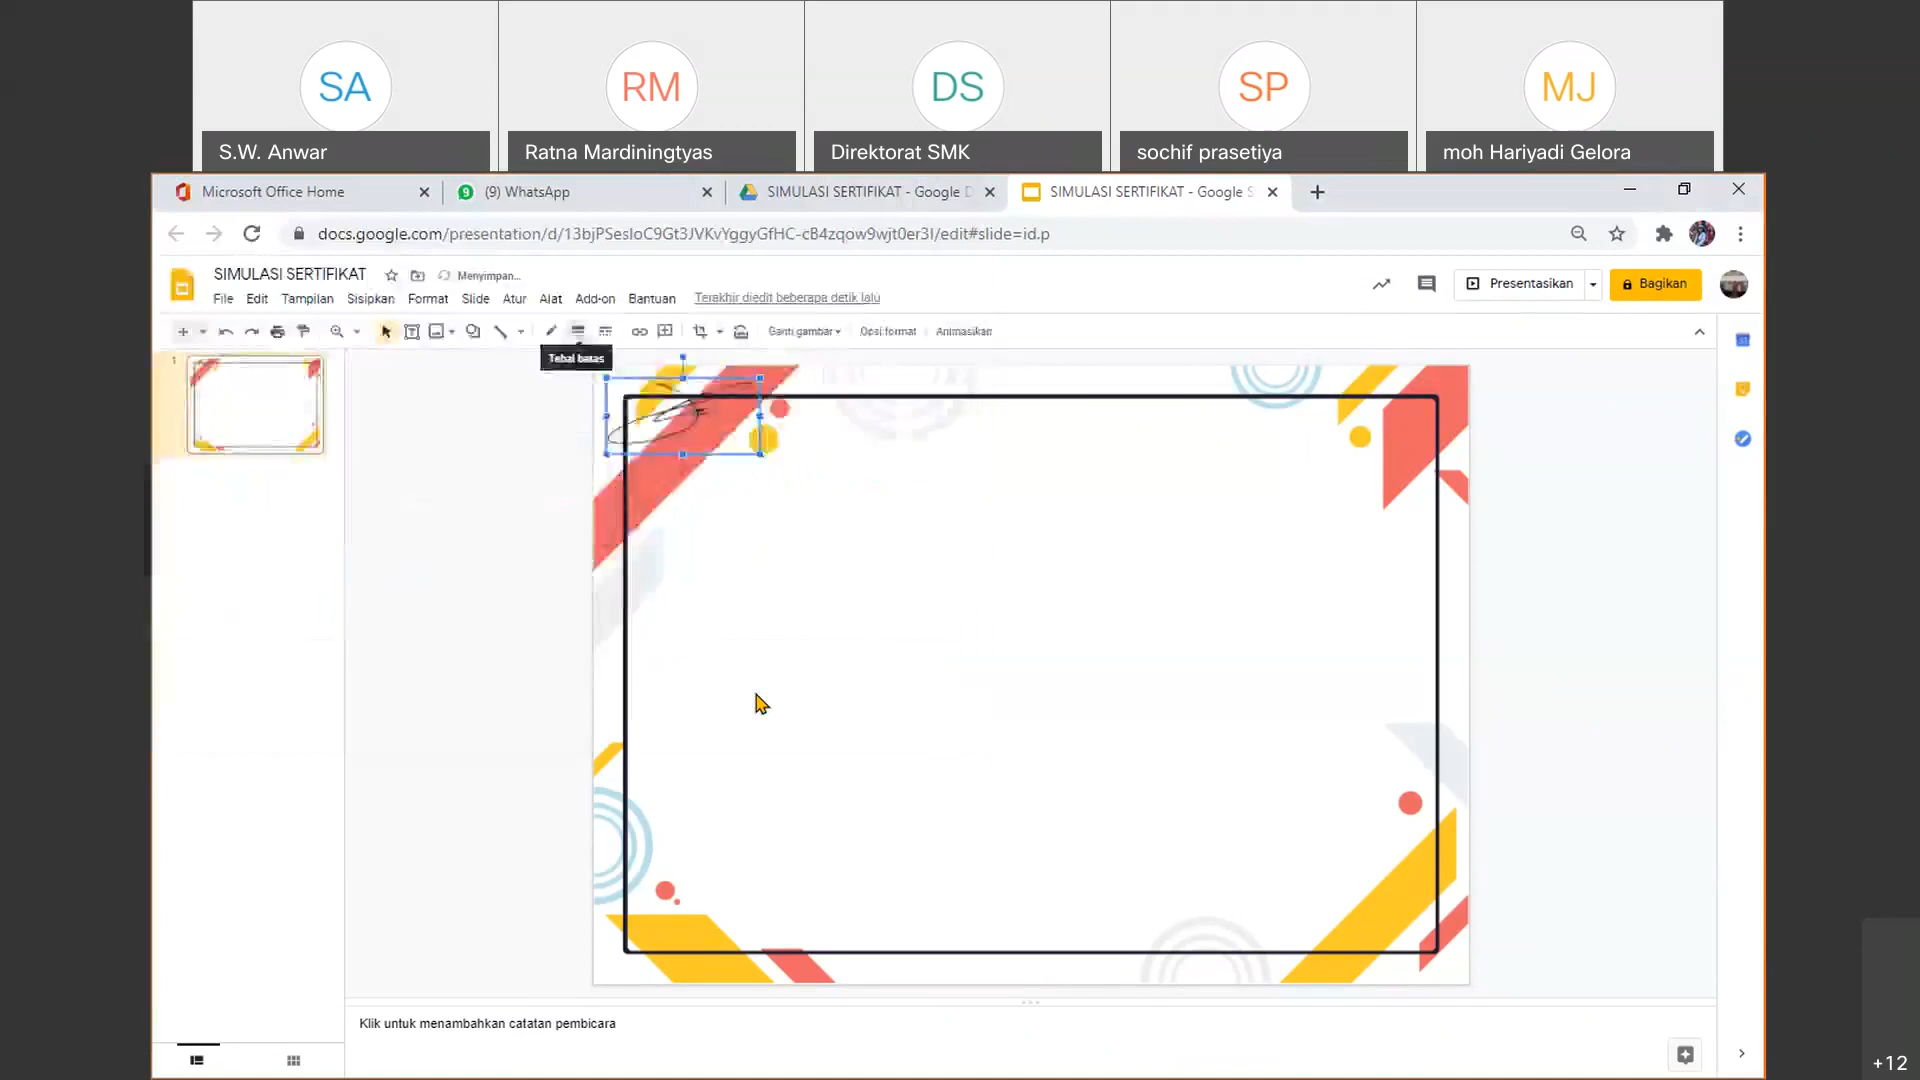 SA RM DS SP MJ
S.W. Anwar Ratna Mardiningtyas Direktorat SMK sochif prasetiya moh Hariyadi Gelora
Microsoft Office Home (9) WhatsApp SIMULASI SERTIFIKAT - Google D SIMULASI SERTIFIKAT - Google S
docs.google.com/presentation/d/13bjPSesIoC9Gt3JVKvYggyGfHC-cB4zqow9wjt0er3I/edit#slide=id.p
SIMULASI SERTIFIKAT Menyimpan...
File Edit Tampilan Sisipkan Format Slide Atur Alat Add-on Bantuan Terakhir diedit beberapa detik lalu
Presentasikan Bagikan
Ganti gambar Opsi format Animasikan
Tebal batas
1
Klik untuk menambahkan catatan pembicara
+12